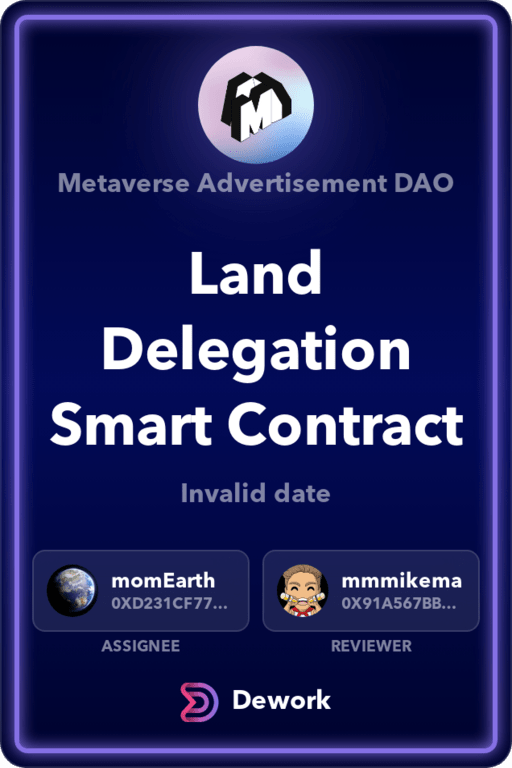 M
Metaverse Advertisement DAO
Land
Delegation
Smart Contract
Invalid date
momEarth
0XD231CF77...
mmmikema
0X91A567BB...
ASSIGNEE
REVIEWER
Dework